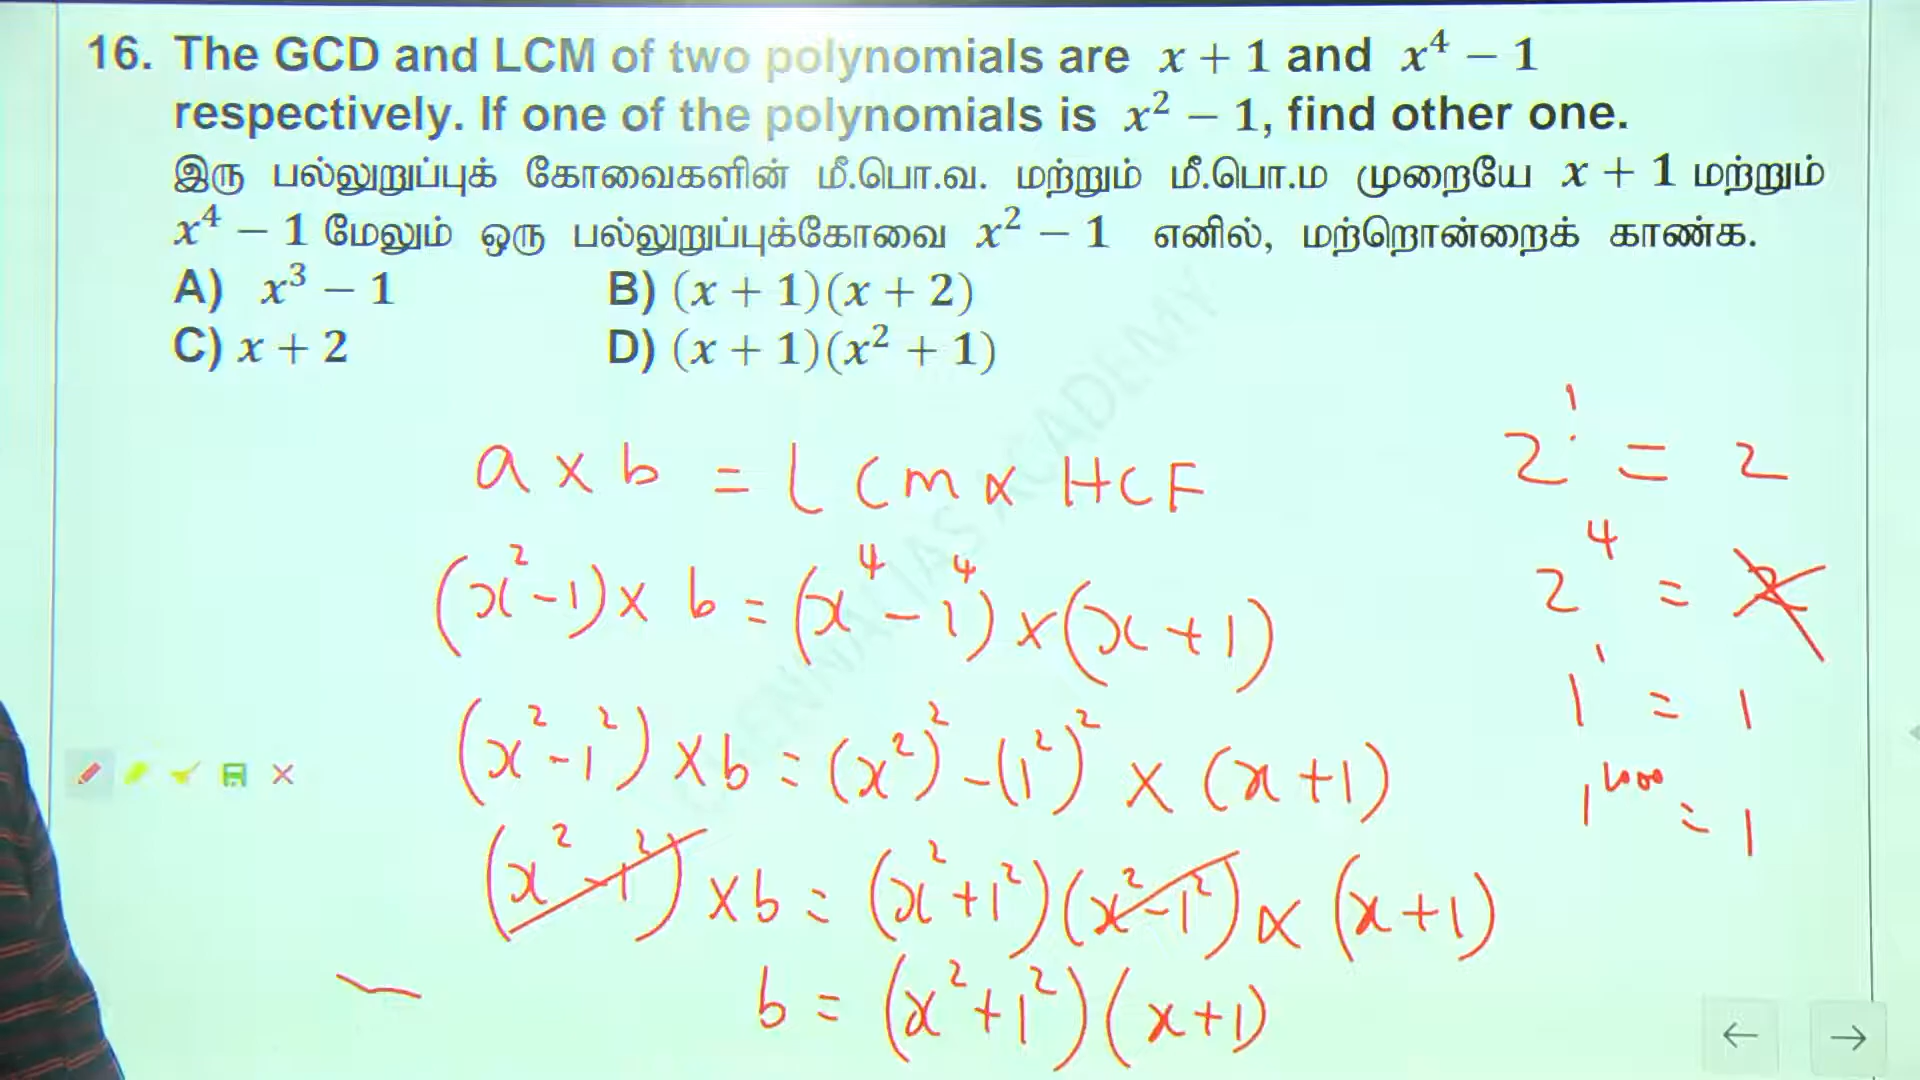 16. The GCD and LCM of two polynomials are x + 1 and x⁴ − 1
respectively. If one of the polynomials is x² − 1, find other one.
இரு பல்லுறுப்புக் கோவைகளின் மீ.பொ.வ. மற்றும் மீ.பொ.ம முறையே x + 1 மற்றும்
x⁴ − 1 மேலும் ஒரு பல்லுறுப்புக்கோவை x² − 1 எனில், மற்றொன்றைக் காண்க.
A) x³ − 1 B) (x + 1)(x + 2)
C) x + 2 D) (x + 1)(x² + 1)
a × b = LCM × HCF
(x² − 1) × b = (x⁴ − 1⁴) × (x + 1)
(x² − 1²) × b = (x²)² − (1²)² × (x + 1)
(x² − 1²) × b = (x² + 1²)(x² − 1²) × (x + 1)
b = (x² + 1²)(x + 1)
2¹ = 2
2⁴ = 2
1¹ = 1
1¹⁰⁰⁰ = 1
CHENNAI IAS ACADEMY